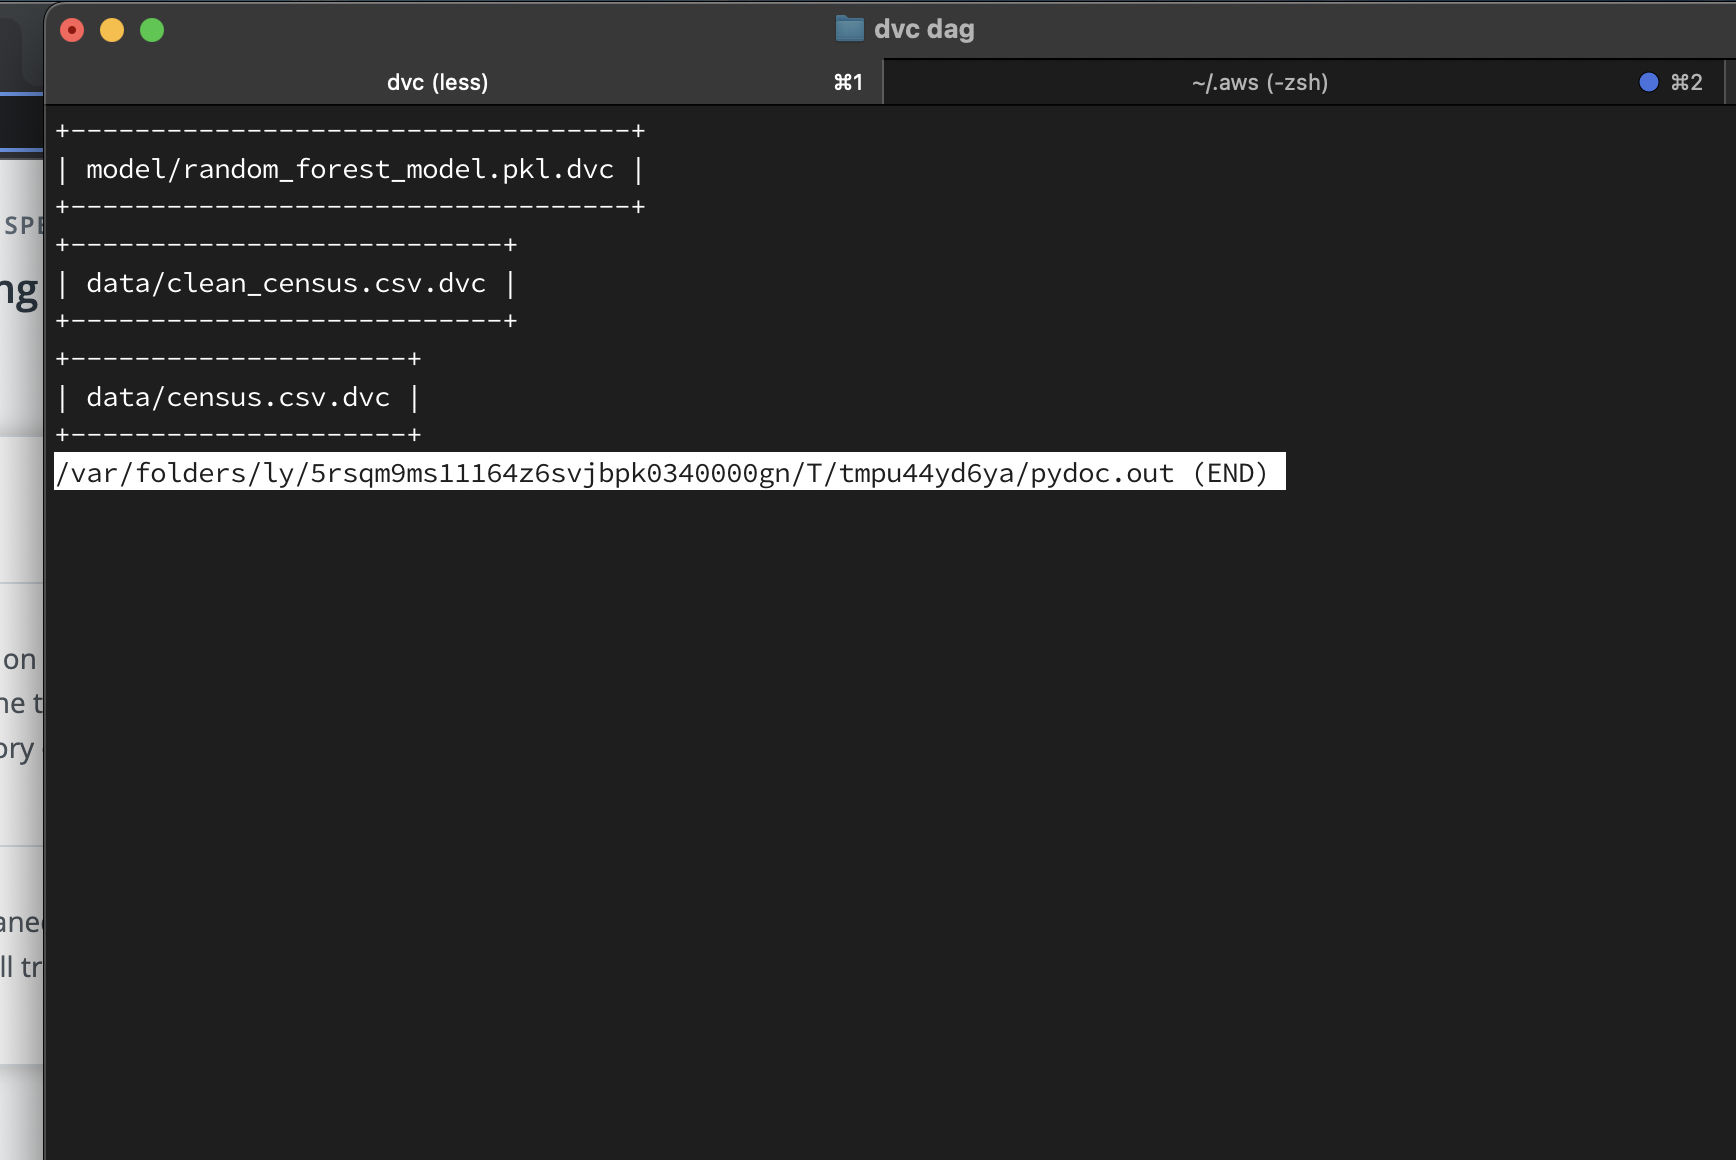 dvc dag
dvc (less) ⌘1 ~/.aws (-zsh) ⌘2
+-----------------------------------+
| model/random_forest_model.pkl.dvc |
+-----------------------------------+
+---------------------------+
| data/clean_census.csv.dvc |
+---------------------------+
+---------------------+
| data/census.csv.dvc |
+---------------------+
/var/folders/ly/5rsqm9ms11164z6svjbpk0340000gn/T/tmpu44yd6ya/pydoc.out (END)
SPE
ng
on
ne t
ory
ane
ll tr